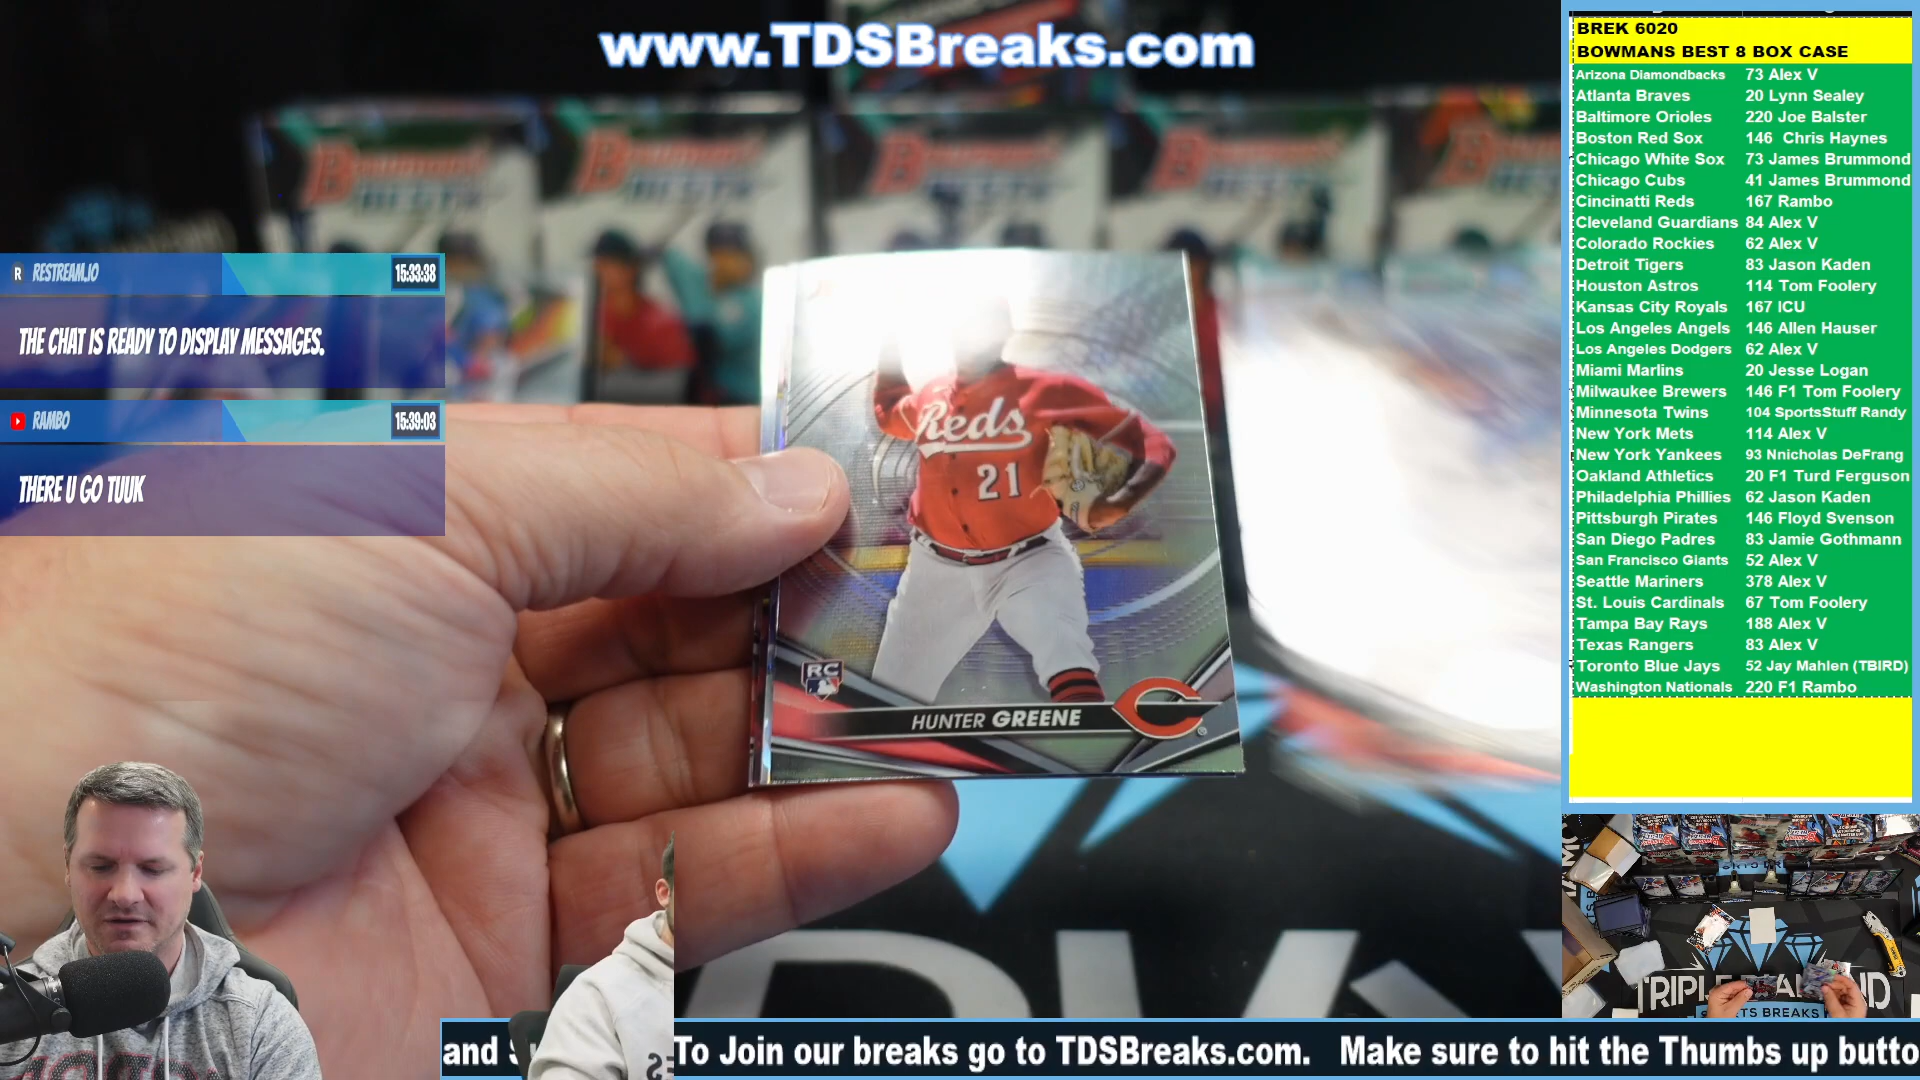 www.TDSBreaks.com
RESTREAM.IO
15:33:38
THE CHAT IS READY TO DISPLAY MESSAGES.
RAMBO
15:39:03
THERE U GO TUUK
Reds
21
RC
HUNTER GREENE
BREK 6020
BOWMANS BEST 8 BOX CASE
Arizona Diamondbacks 73 Alex V
Atlanta Braves 20 Lynn Sealey
Baltimore Orioles 220 Joe Balster
Boston Red Sox 146 Chris Haynes
Chicago White Sox 73 James Brummond
Chicago Cubs 41 James Brummond
Cincinatti Reds 167 Rambo
Cleveland Guardians 84 Alex V
Colorado Rockies 62 Alex V
Detroit Tigers 83 Jason Kaden
Houston Astros 114 Tom Foolery
Kansas City Royals 167 ICU
Los Angeles Angels 146 Allen Hauser
Los Angeles Dodgers 62 Alex V
Miami Marlins 20 Jesse Logan
Milwaukee Brewers 146 F1 Tom Foolery
Minnesota Twins 104 SportsStuff Randy
New York Mets 114 Alex V
New York Yankees 93 Nnicholas DeFrang
Oakland Athletics 20 F1 Turd Ferguson
Philadelphia Phillies 62 Jason Kaden
Pittsburgh Pirates 146 Floyd Svenson
San Diego Padres 83 Jamie Gothmann
San Francisco Giants 52 Alex V
Seattle Mariners 378 Alex V
St. Louis Cardinals 67 Tom Foolery
Tampa Bay Rays 188 Alex V
Texas Rangers 83 Alex V
Toronto Blue Jays 52 Jay Mahlen (TBIRD)
Washington Nationals 220 F1 Rambo
and
To Join our breaks go to TDSBreaks.com. Make sure to hit the Thumbs up butto